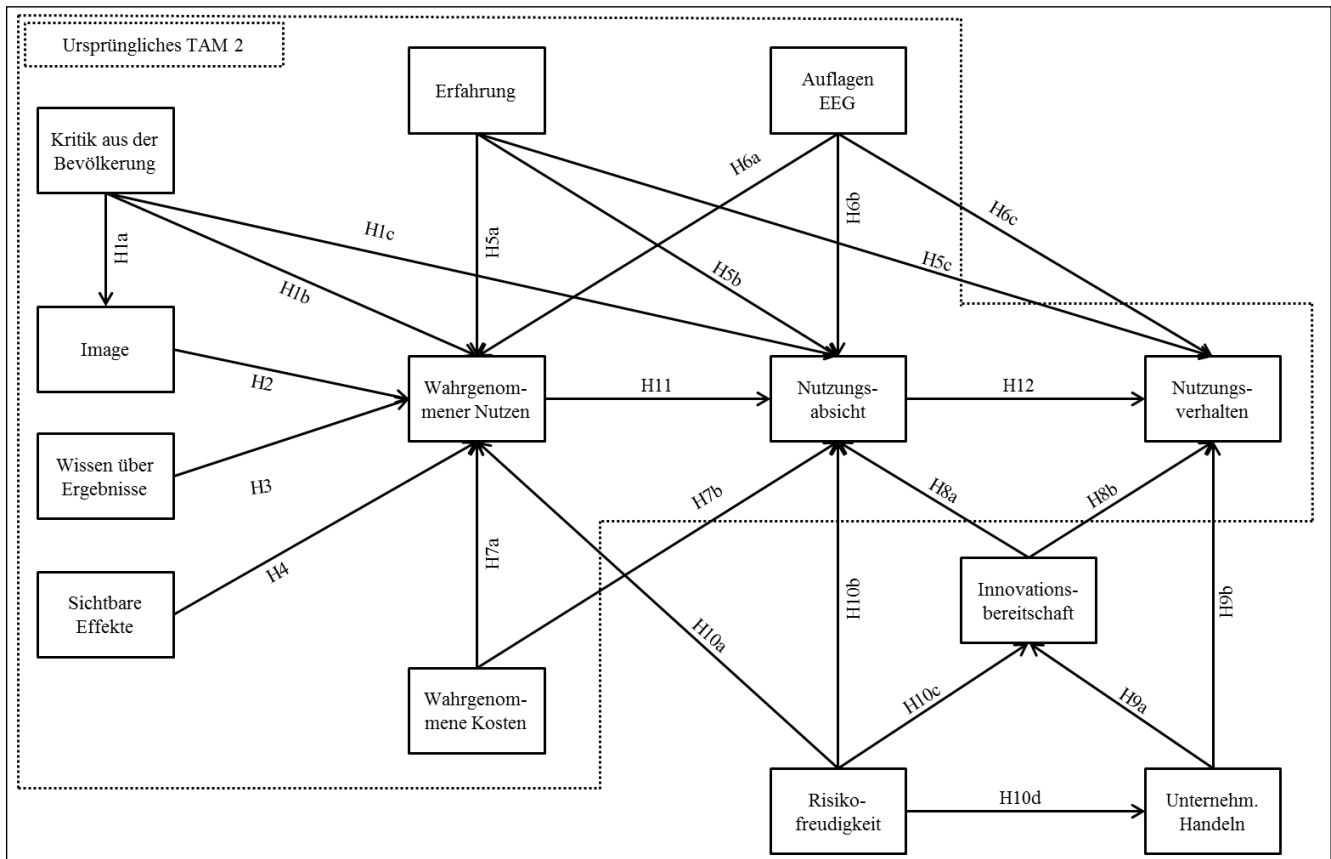 Ursprüngliches TAM 2
Erfahrung
Auflagen
EEG
Kritik aus der
Bevölkerung
H1a
H1b
H1c
H5a
H5b
H5c
H6a
H6b
H6c
Image
H2
Wahrgenom-
mener Nutzen
H11
Nutzungs-
absicht
H12
Nutzungs-
verhalten
Wissen über
Ergebnisse
H3
Sichtbare
Effekte
H4
H7a
H7b
H10a
H10b
H8a
H8b
H9b
Innovations-
bereitschaft
Wahrgenom-
mene Kosten
H10c
H9a
Risiko-
freudigkeit
H10d
Unternehm.
Handeln